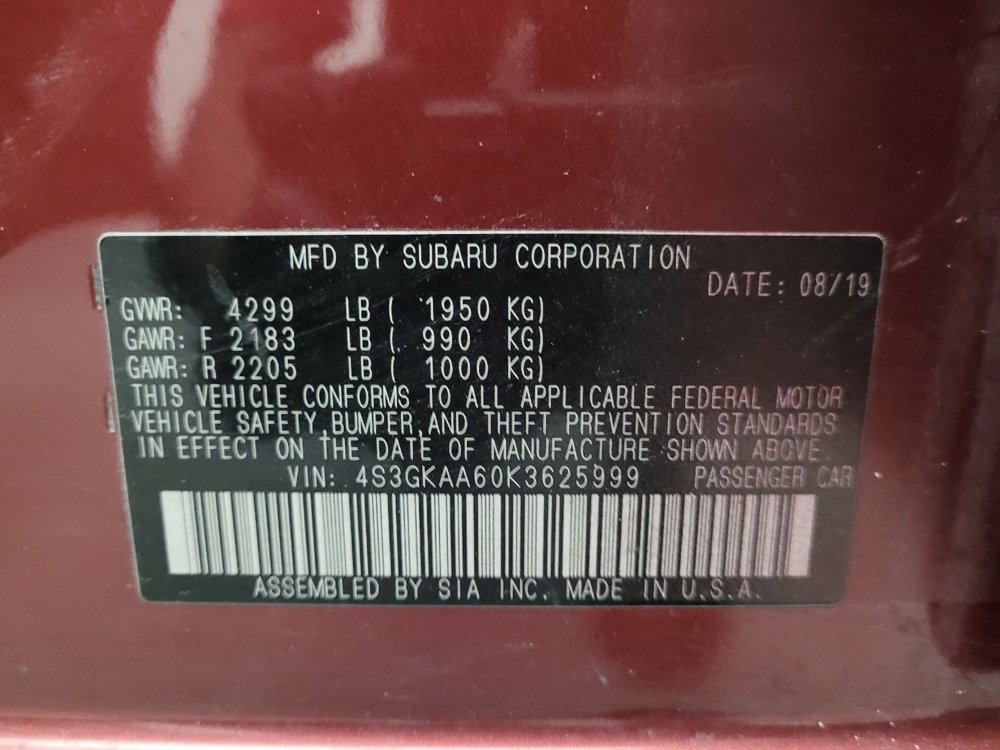 MFD BY SUBARU CORPORATION
DATE: 08/19
GVWR: 4299 LB ( 1950 KG)
GAWR: F 2183 LB ( 990 KG)
GAWR: R 2205 LB ( 1000 KG)
THIS VEHICLE CONFORMS TO ALL APPLICABLE FEDERAL MOTOR
VEHICLE SAFETY,BUMPER,AND THEFT PREVENTION STANDARDS
IN EFFECT ON THE DATE OF MANUFACTURE SHOWN ABOVE.
VIN: 4S3GKAA60K3625999 PASSENGER CAR
ASSEMBLED BY SIA INC. MADE IN U.S.A.